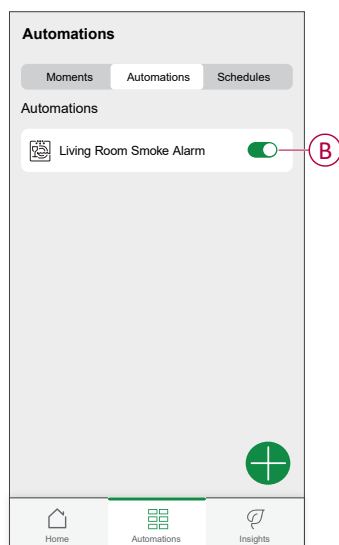 Automations
Moments Automations Schedules
Automations
Living Room Smoke Alarm
B
Home Automations Insights